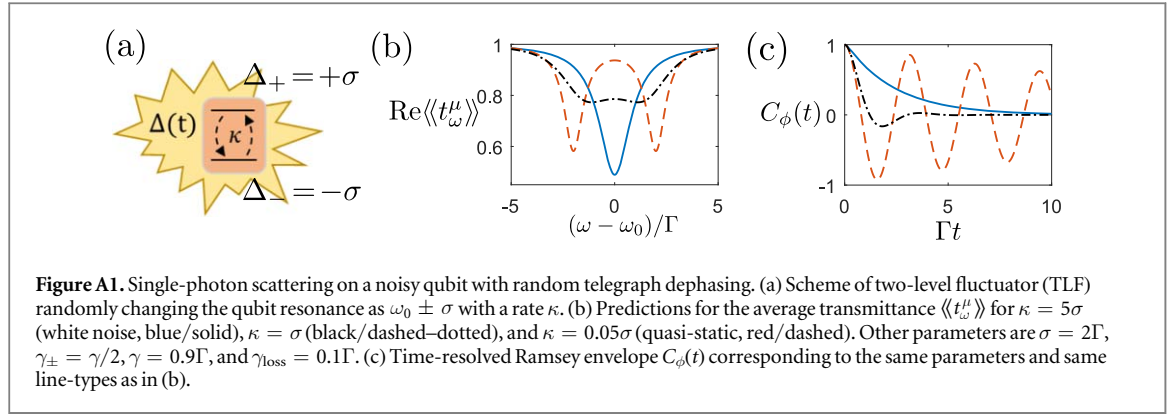 (a)
Δ₊ = +σ
Δ(t)
κ
Δ₋ = −σ
(b)
Re⟪t^μ_ω⟫
1
0.8
0.6
-5 0 5
(ω − ω₀)/Γ
(c)
C_ϕ(t)
1
0
-1
0 5 10
Γt
Figure A1. Single-photon scattering on a noisy qubit with random telegraph dephasing. (a) Scheme of two-level fluctuator (TLF)
randomly changing the qubit resonance as ω₀ ± σ with a rate κ. (b) Predictions for the average transmittance ⟪t^μ_ω⟫ for κ = 5σ
(white noise, blue/solid), κ = σ (black/dashed–dotted), and κ = 0.05σ (quasi-static, red/dashed). Other parameters are σ = 2Γ,
γ± = γ/2, γ = 0.9Γ, and γ_loss = 0.1Γ. (c) Time-resolved Ramsey envelope C_ϕ(t) corresponding to the same parameters and same
line-types as in (b).